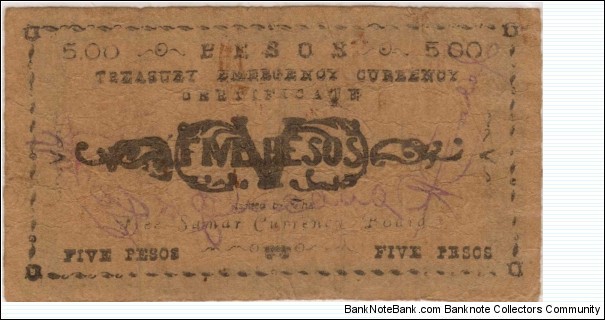 5.00 PESOS 5.00
TREASURY EMERGENCY CURRENCY
CERTIFICATE
FIVE PESOS
Samar Currency Board
FIVE PESOS FIVE PESOS
BankNoteBank.com - Banknote Collectors Community